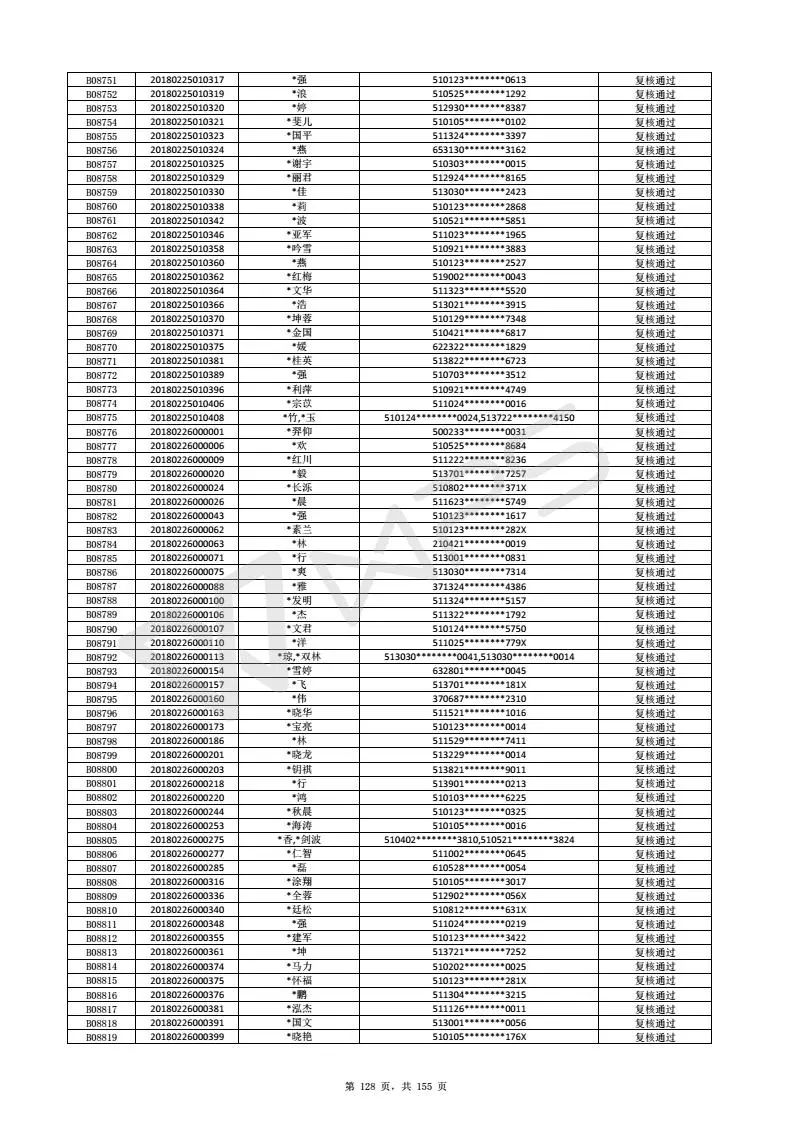 B08751 20180225010317 *强 510123********0613 复核通过
B08752 20180225010319 *浪 510525********1292 复核通过
B08753 20180225010320 *婷 512930********8387 复核通过
B08754 20180225010321 *斐儿 510105********0102 复核通过
B08755 20180225010323 *国平 511324********3397 复核通过
B08756 20180225010324 *燕 653130********3162 复核通过
B08757 20180225010325 *谢宇 510303********0015 复核通过
B08758 20180225010329 *丽君 512924********8165 复核通过
B08759 20180225010330 *佳 513030********2423 复核通过
B08760 20180225010338 *莉 510123********2868 复核通过
B08761 20180225010342 *波 510521********5851 复核通过
B08762 20180225010346 *亚军 511023********1965 复核通过
B08763 20180225010358 *吟雪 510921********3883 复核通过
B08764 20180225010360 *燕 510123********2527 复核通过
B08765 20180225010362 *红梅 519002********0043 复核通过
B08766 20180225010364 *文华 511323********5520 复核通过
B08767 20180225010366 *浩 513021********3915 复核通过
B08768 20180225010370 *坤蓉 510129********7348 复核通过
B08769 20180225010371 *金国 510421********6817 复核通过
B08770 20180225010375 *媛 622322********1829 复核通过
B08771 20180225010381 *桂英 513822********6723 复核通过
B08772 20180225010389 *强 510703********3512 复核通过
B08773 20180225010396 *利萍 510921********4749 复核通过
B08774 20180225010406 *宗苡 511024********0016 复核通过
B08775 20180225010408 *竹,*玉 510124********0024,513722********4150 复核通过
B08776 20180226000001 *羿仰 500233********0031 复核通过
B08777 20180226000006 *欢 510525********8684 复核通过
B08778 20180226000009 *红川 511222********8236 复核通过
B08779 20180226000020 *毅 513701********7257 复核通过
B08780 20180226000024 *长泺 510802********371X 复核通过
B08781 20180226000026 *晨 511623********5749 复核通过
B08782 20180226000043 *强 510123********1617 复核通过
B08783 20180226000062 *素兰 510123********282X 复核通过
B08784 20180226000063 *林 210421********0019 复核通过
B08785 20180226000071 *行 513001********0831 复核通过
B08786 20180226000075 *爽 513030********7314 复核通过
B08787 20180226000088 *雅 371324********4386 复核通过
B08788 20180226000100 *发明 511324********5157 复核通过
B08789 20180226000106 *杰 511322********1792 复核通过
B08790 20180226000107 *文君 510124********5750 复核通过
B08791 20180226000110 *洋 511025********779X 复核通过
B08792 20180226000113 *琼,*双林 513030********0041,513030********0014 复核通过
B08793 20180226000154 *雪婷 632801********0045 复核通过
B08794 20180226000157 *飞 513701********181X 复核通过
B08795 20180226000160 *伟 370687********2310 复核通过
B08796 20180226000163 *晓华 511521********1016 复核通过
B08797 20180226000173 *宝亮 510123********0014 复核通过
B08798 20180226000186 *林 511529********7411 复核通过
B08799 20180226000201 *晓龙 513229********0014 复核通过
B08800 20180226000203 *钥祺 513821********9011 复核通过
B08801 20180226000218 *行 513901********0213 复核通过
B08802 20180226000220 *鸿 510103********6225 复核通过
B08803 20180226000244 *秋晨 510123********0325 复核通过
B08804 20180226000253 *海涛 510105********0016 复核通过
B08805 20180226000275 *香,*剑波 510402********3810,510521********3824 复核通过
B08806 20180226000277 *仁智 511002********0645 复核通过
B08807 20180226000285 *磊 610528********0054 复核通过
B08808 20180226000316 *涂翔 510105********3017 复核通过
B08809 20180226000336 *全蓉 512902********056X 复核通过
B08810 20180226000340 *廷松 510812********631X 复核通过
B08811 20180226000348 *强 511024********0219 复核通过
B08812 20180226000355 *建军 510123********3422 复核通过
B08813 20180226000361 *坤 513721********7252 复核通过
B08814 20180226000374 *马力 510202********0025 复核通过
B08815 20180226000375 *怀福 510123********281X 复核通过
B08816 20180226000376 *鹏 511304********3215 复核通过
B08817 20180226000381 *泓杰 511126********0011 复核通过
B08818 20180226000391 *国文 513001********0056 复核通过
B08819 20180226000399 *晓艳 510105********176X 复核通过
WPS
第 128 页, 共 155 页